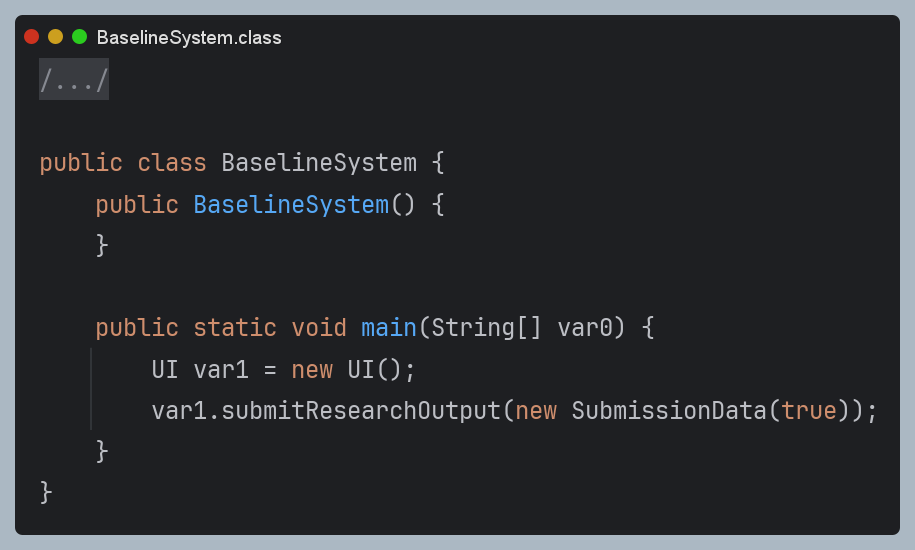 BaselineSystem.class
/.../
public class BaselineSystem {
    public BaselineSystem() {
    }
    public static void main(String[] var0) {
        UI var1 = new UI();
        var1.submitResearchOutput(new SubmissionData(true));
    }
}